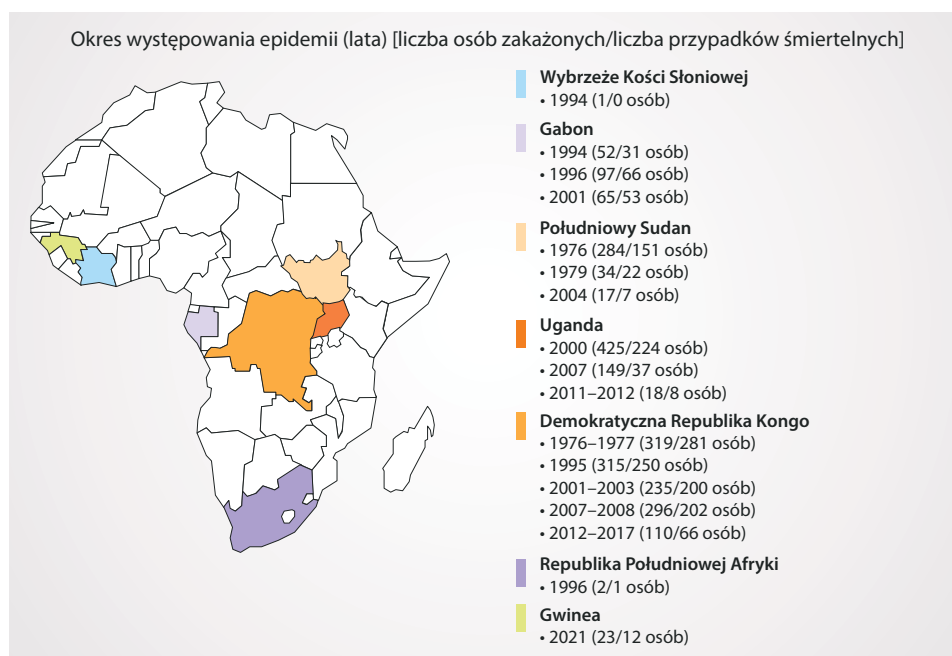 Okres występowania epidemii (lata) [liczba osób zakażonych/liczba przypadków śmiertelnych]
Wybrzeże Kości Słoniowej
• 1994 (1/0 osób)
Gabon
• 1994 (52/31 osób)
• 1996 (97/66 osób)
• 2001 (65/53 osób)
Południowy Sudan
• 1976 (284/151 osób)
• 1979 (34/22 osób)
• 2004 (17/7 osób)
Uganda
• 2000 (425/224 osób)
• 2007 (149/37 osób)
• 2011–2012 (18/8 osób)
Demokratyczna Republika Kongo
• 1976–1977 (319/281 osób)
• 1995 (315/250 osób)
• 2001–2003 (235/200 osób)
• 2007–2008 (296/202 osób)
• 2012–2017 (110/66 osób)
Republika Południowej Afryki
• 1996 (2/1 osób)
Gwinea
• 2021 (23/12 osób)